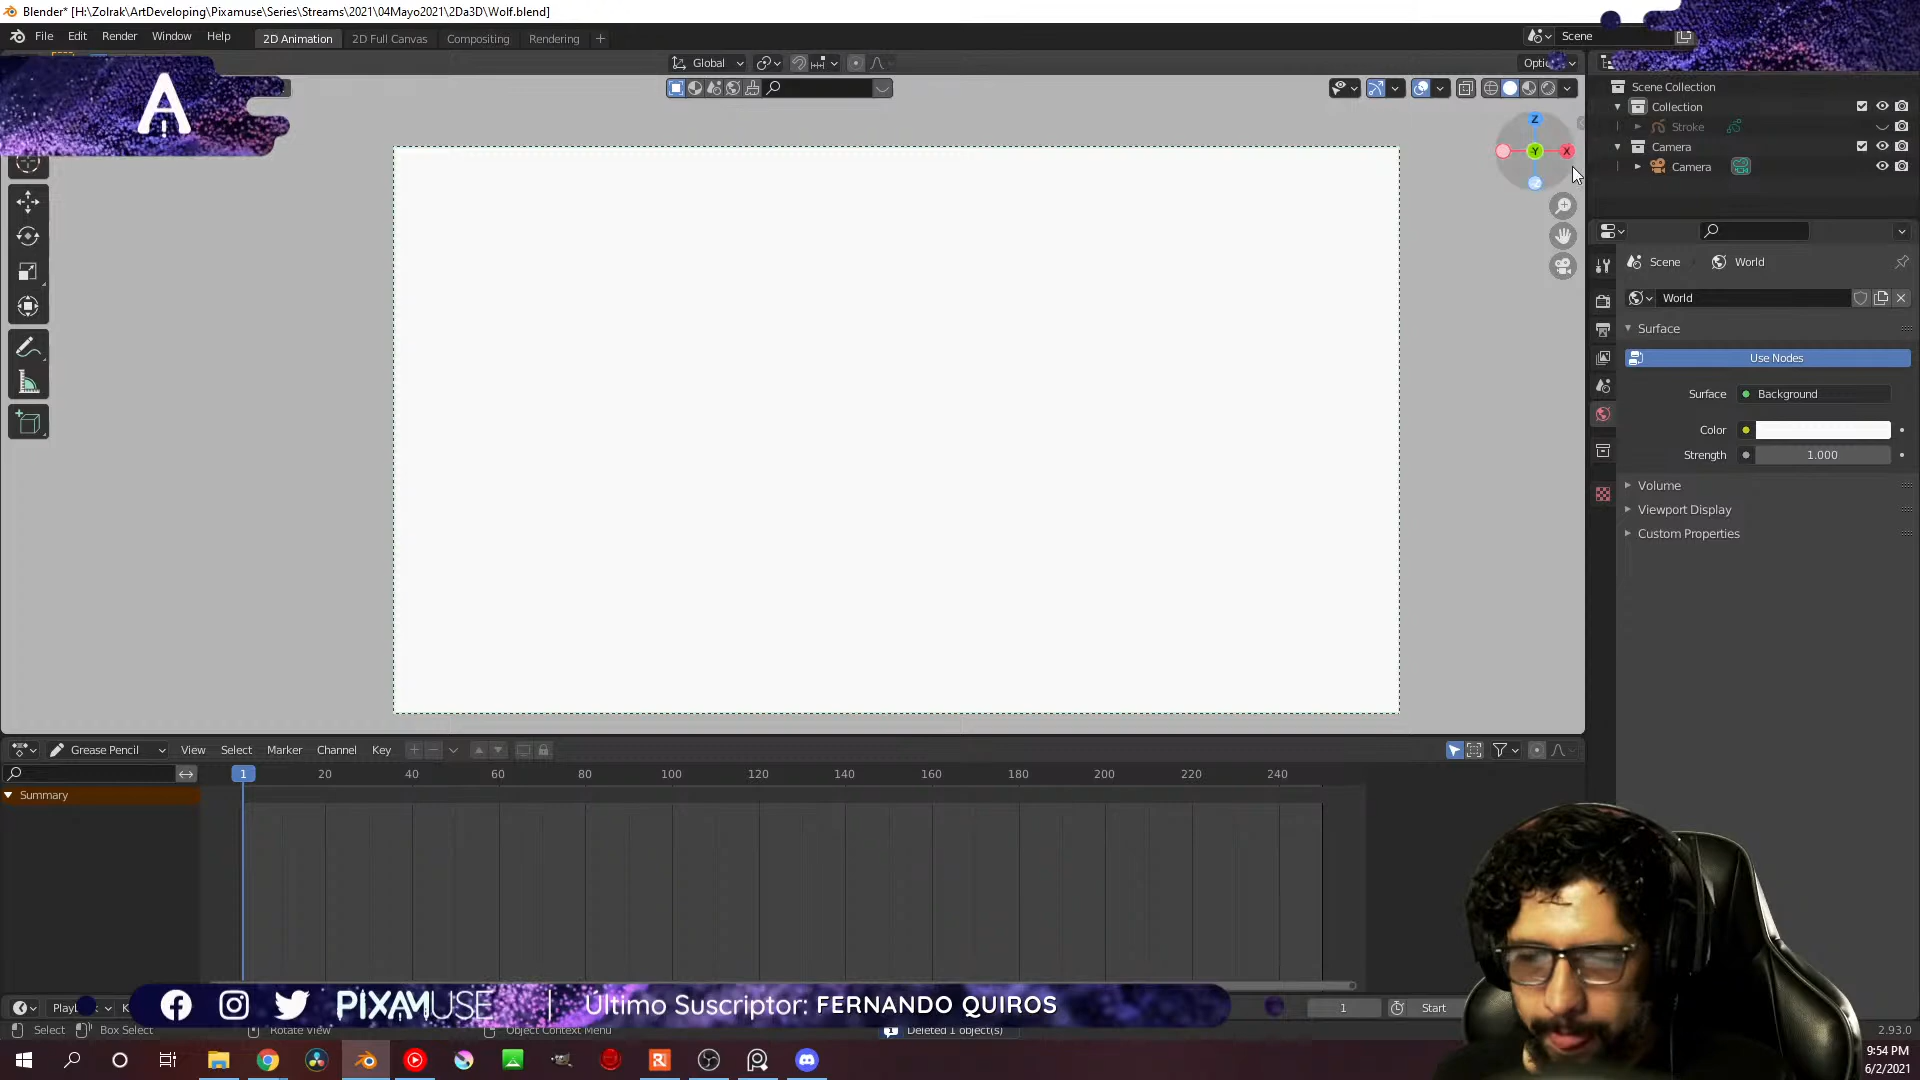 Blender* [H:\Zolrak\ArtDeveloping\Pixamuse\Series\Streams\2021\04Mayo2021\2Da3D\Wolf.blend]
File Edit Render Window Help 2D Animation 2D Full Canvas Compositing Rendering + Scene
Global
A
Z
Y X
Scene Collection
Collection
Stroke
Camera
Camera
Scene World
World
Surface
Use Nodes
Surface Background
Color
Strength 1.000
Volume
Viewport Display
Custom Properties
Grease Pencil View Select Marker Channel Key
1 20 40 60 80 100 120 140 160 180 200 220 240
Summary
PIXAMUSE | Último Suscriptor: FERNANDO QUIROS
1 Start
Select Box Select Rotate View Object Context Menu Deleted 1 object(s) 2.93.0
9:54 PM
6/2/2021